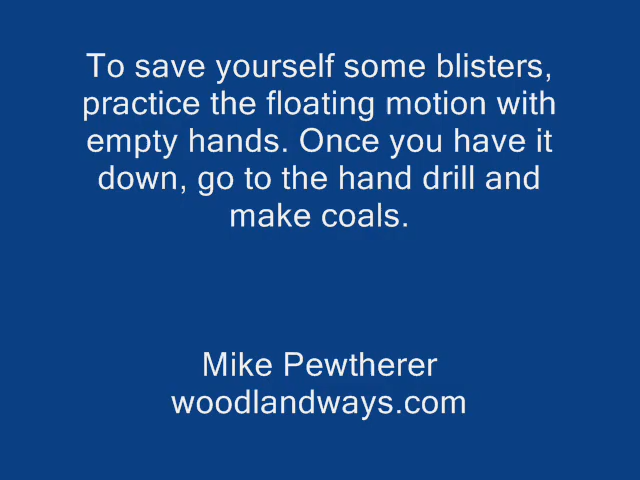 To save yourself some blisters,
practice the floating motion with
empty hands. Once you have it
down, go to the hand drill and
make coals.
Mike Pewtherer
woodlandways.com